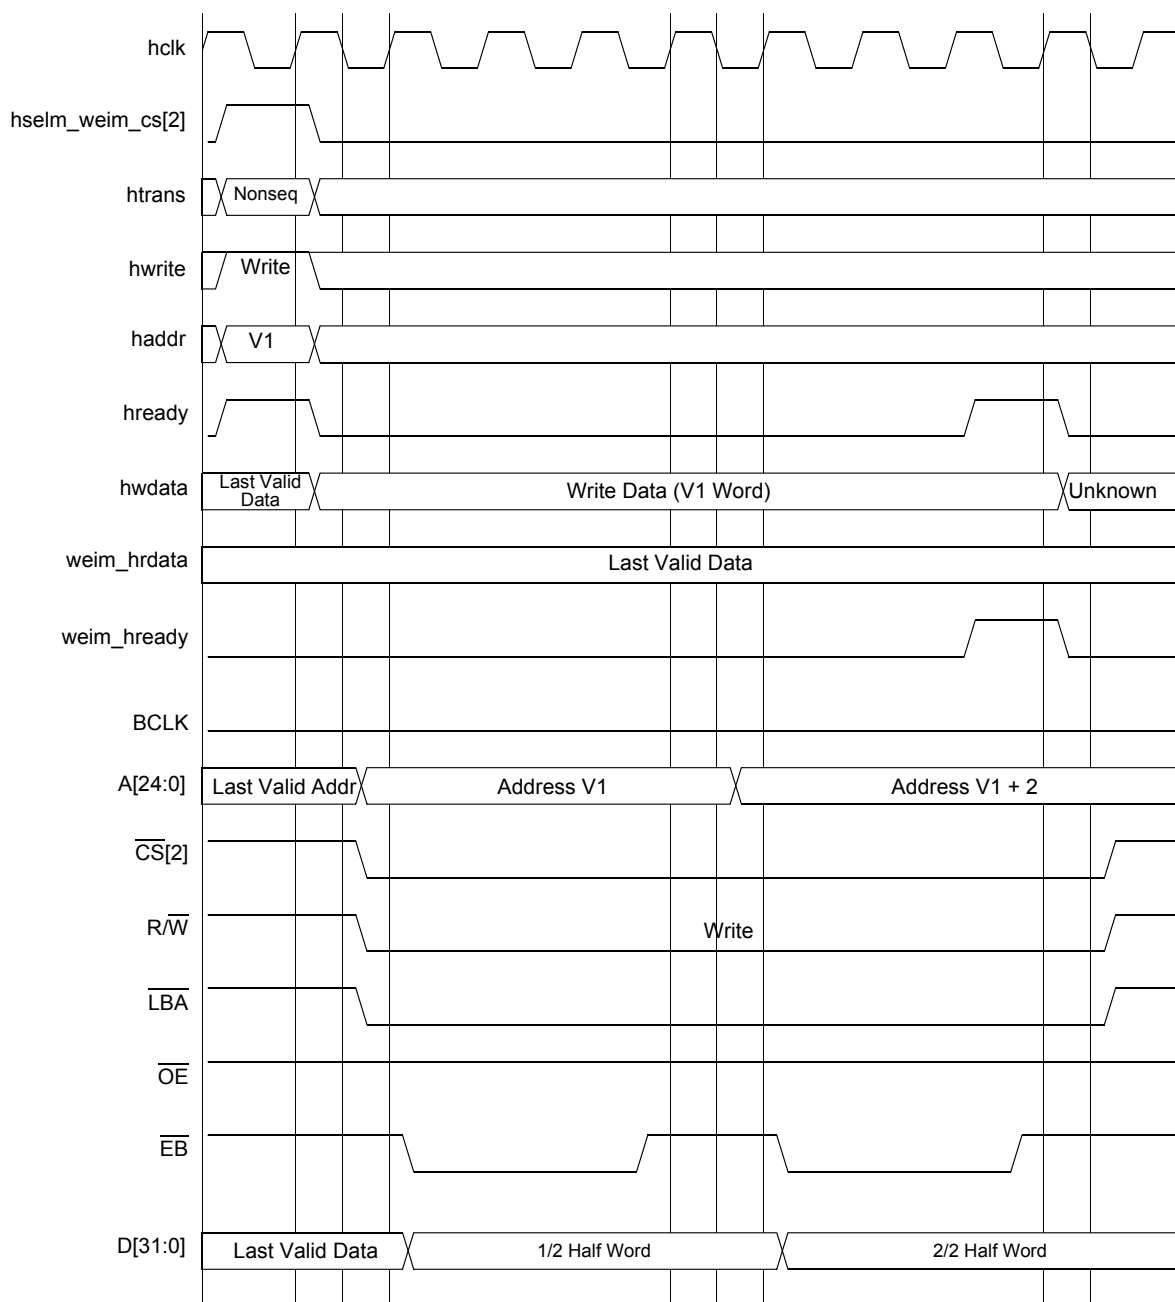 hclk
hselm_weim_cs[2]
htrans
Nonseq
hwrite
Write
haddr
V1
hready
hwdata
Last Valid
Data
Write Data (V1 Word)
Unknown
weim_hrdata
Last Valid Data
weim_hready
BCLK
A[24:0]
Last Valid Addr
Address V1
Address V1 + 2
CS[2]
R/W
Write
LBA
OE
EB
D[31:0]
Last Valid Data
1/2 Half Word
2/2 Half Word